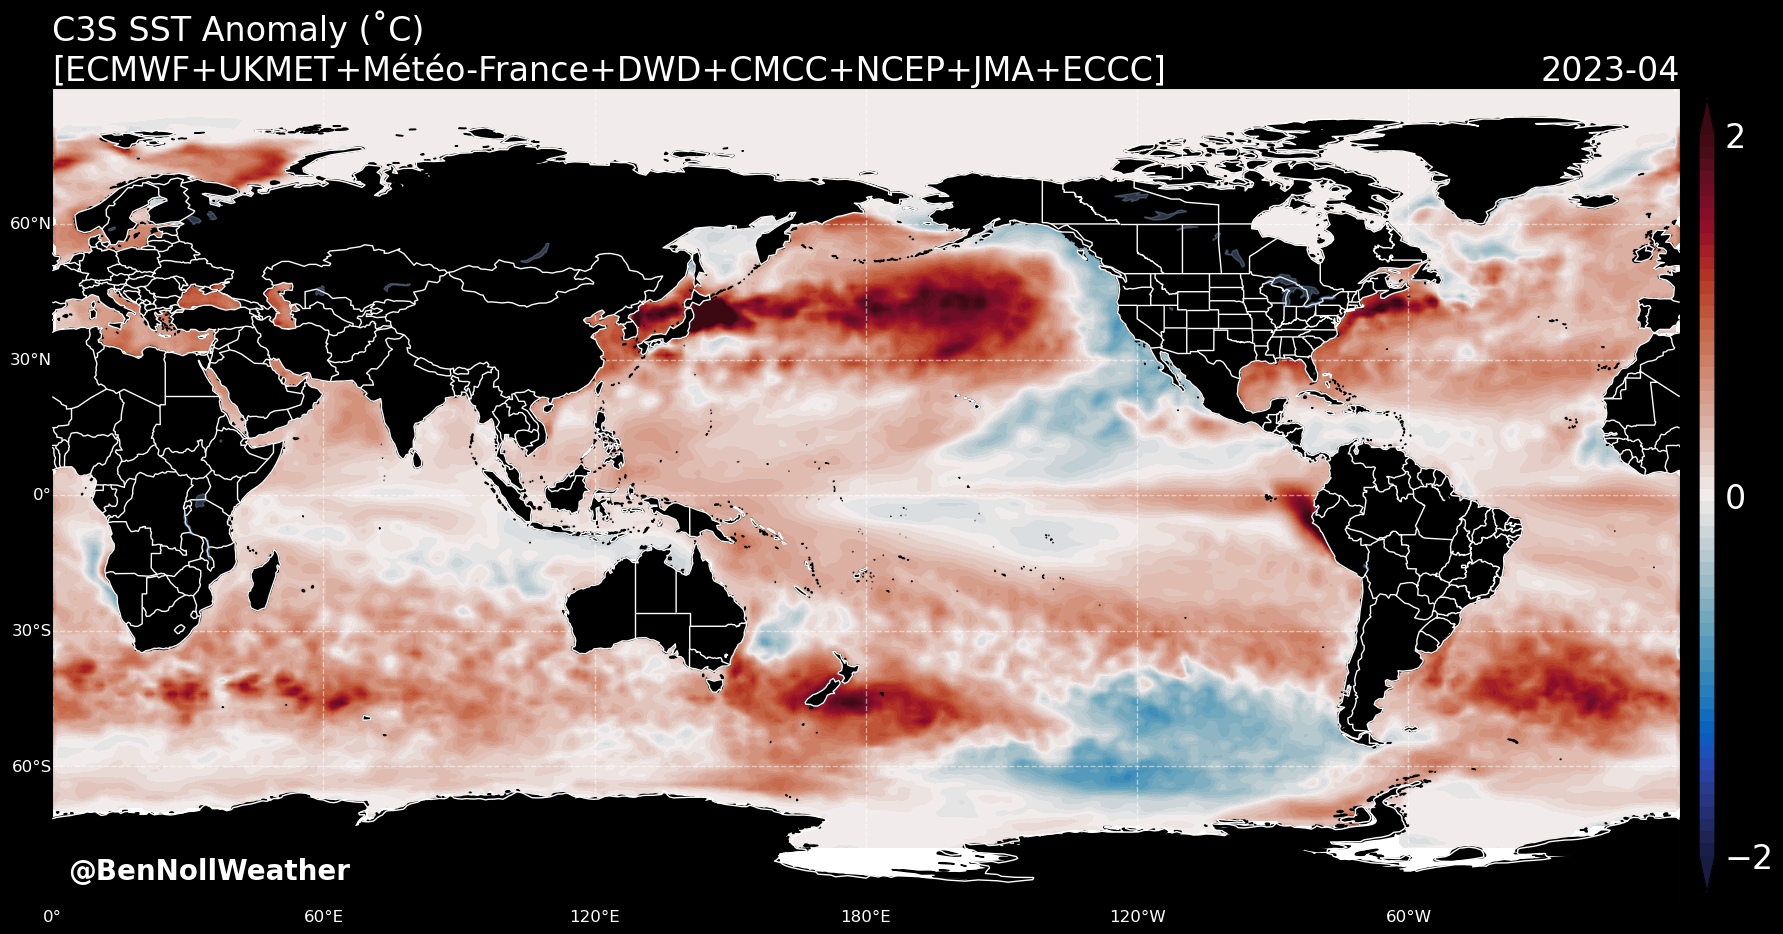 C3S SST Anomaly (˚C)
[ECMWF+UKMET+Météo-France+DWD+CMCC+NCEP+JMA+ECCC]
2023-04
2
60°N
30°N
0
0°
30°S
60°S
−2
@BenNollWeather
0°
60°E
120°E
180°E
120°W
60°W